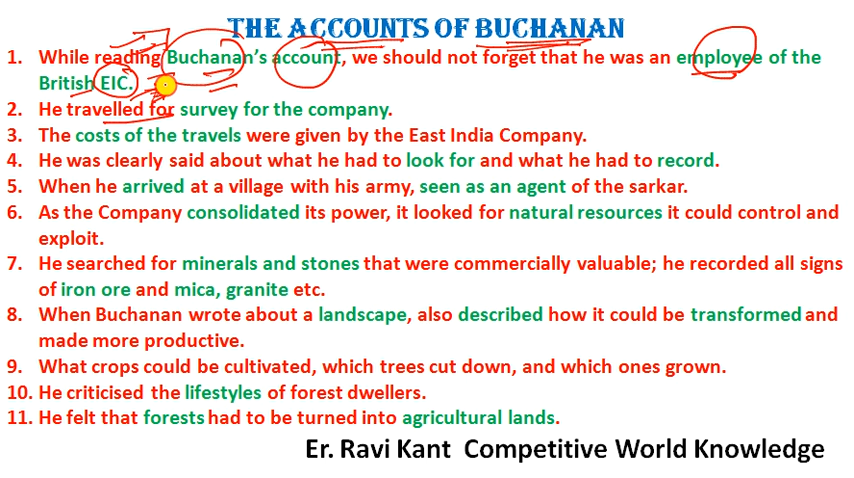 THE ACCOUNTS OF BUCHANAN
1. While reading Buchanan's account, we should not forget that he was an employee of the
British EIC.
2. He travelled for survey for the company.
3. The costs of the travels were given by the East India Company.
4. He was clearly said about what he had to look for and what he had to record.
5. When he arrived at a village with his army, seen as an agent of the sarkar.
6. As the Company consolidated its power, it looked for natural resources it could control and
exploit.
7. He searched for minerals and stones that were commercially valuable; he recorded all signs
of iron ore and mica, granite etc.
8. When Buchanan wrote about a landscape, also described how it could be transformed and
made more productive.
9. What crops could be cultivated, which trees cut down, and which ones grown.
10. He criticised the lifestyles of forest dwellers.
11. He felt that forests had to be turned into agricultural lands.
Er. Ravi Kant Competitive World Knowledge